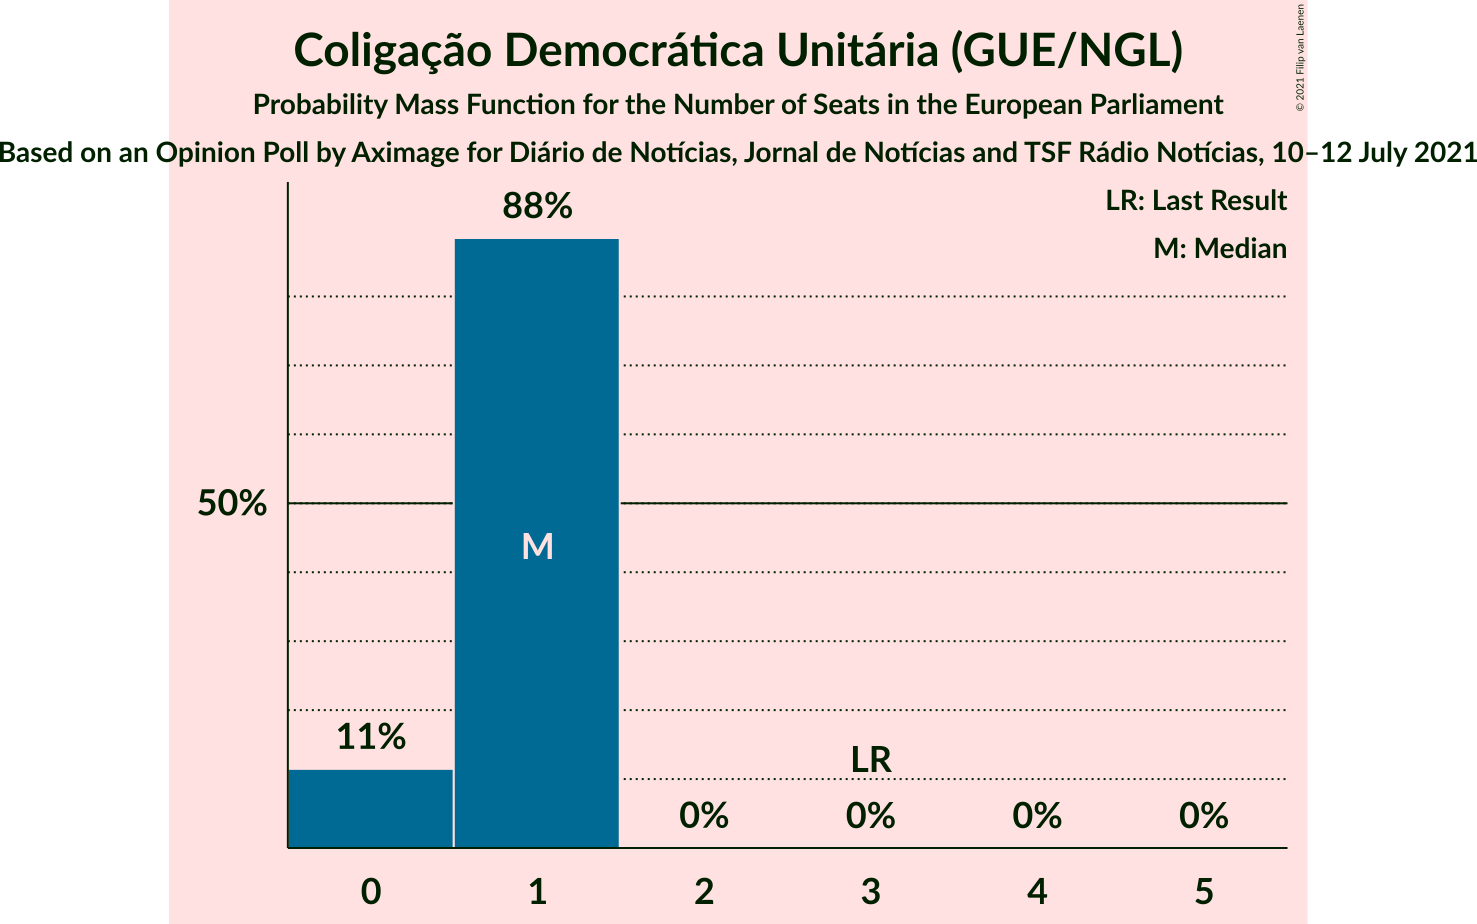 Coligação Democrática Unitária (GUE/NGL)
Probability Mass Function for the Number of Seats in the European Parliament
Based on an Opinion Poll by Aximage for Diário de Notícias, Jornal de Notícias and TSF Rádio Notícias, 10–12 July 2021
© 2021 Filip van Laenen
LR: Last Result
M: Median
88%
50%
M
11%
LR
0% 0% 0% 0%
0 1 2 3 4 5